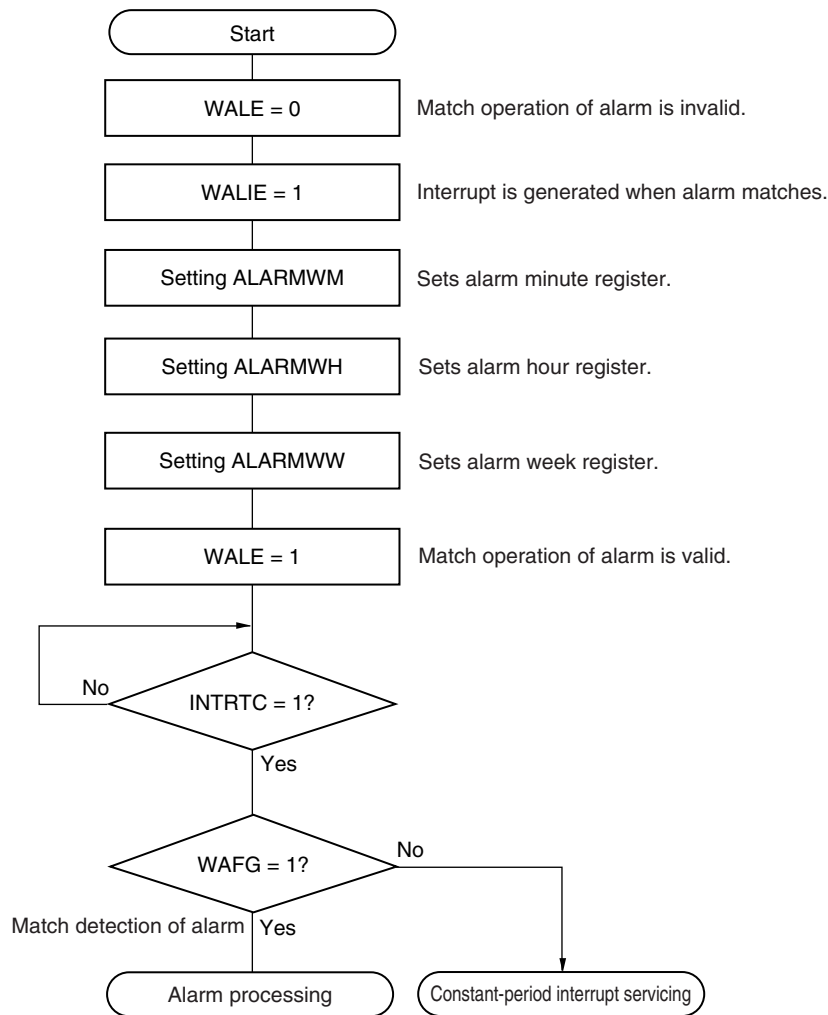 Start
WALE = 0
Match operation of alarm is invalid.
WALIE = 1
Interrupt is generated when alarm matches.
Setting ALARMWM
Sets alarm minute register.
Setting ALARMWH
Sets alarm hour register.
Setting ALARMWW
Sets alarm week register.
WALE = 1
Match operation of alarm is valid.
No
INTRTC = 1?
Yes
WAFG = 1?
No
Match detection of alarm
Yes
Alarm processing
Constant-period interrupt servicing